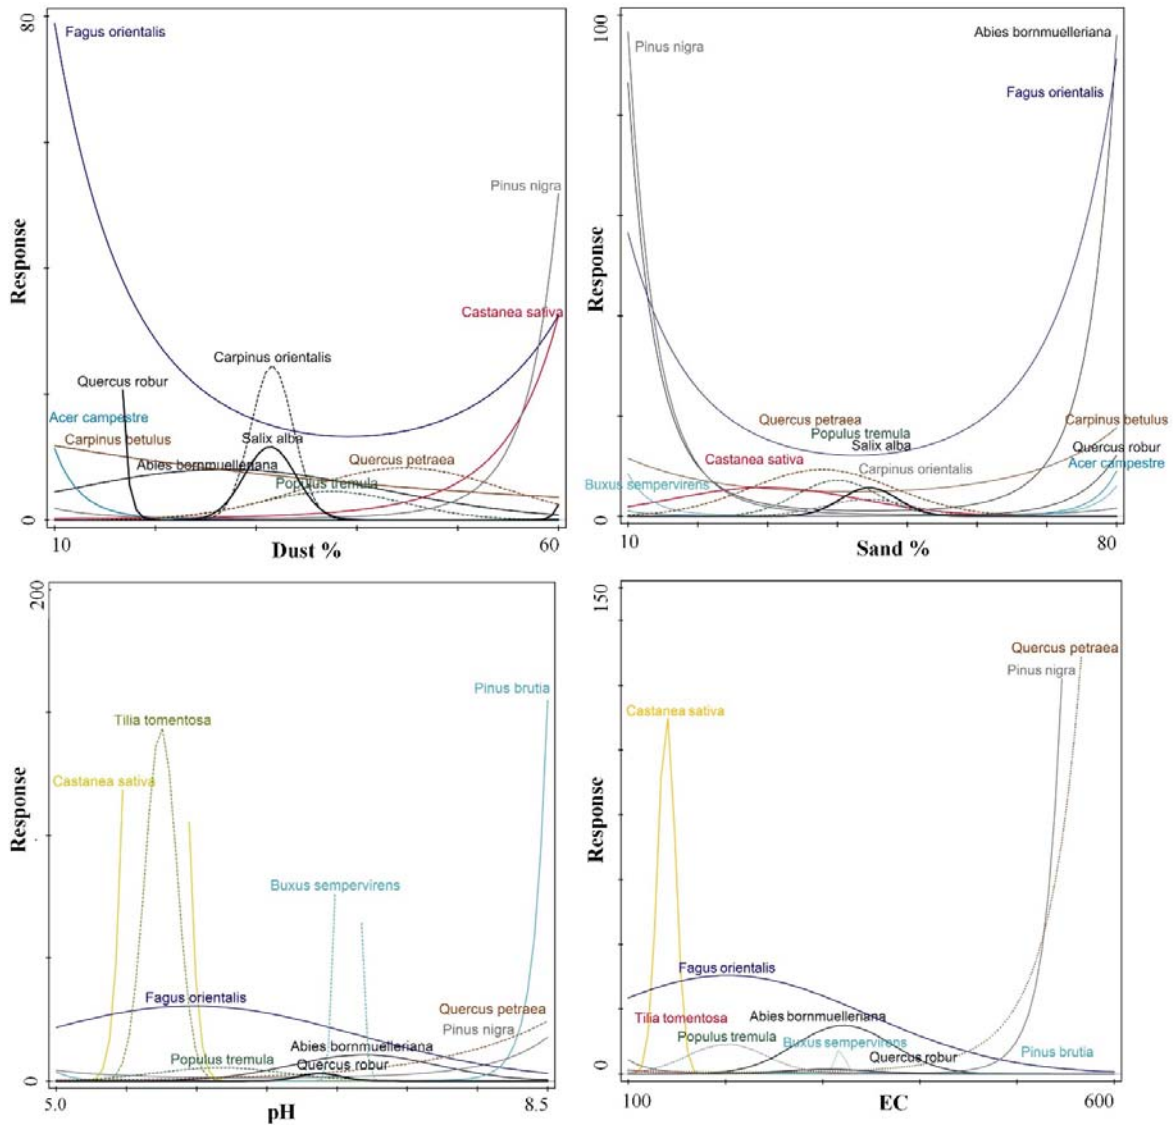 80
Fagus orientalis
Pinus nigra
Castanea sativa
Carpinus orientalis
Quercus robur
Acer campestre
Carpinus betulus
Salix alba
Abies bornmuelleriana
Quercus petraea
Populus tremula
Response
0
10
Dust %
60
100
Pinus nigra
Abies bornmuelleriana
Fagus orientalis
Quercus petraea
Populus tremula
Salix alba
Carpinus betulus
Quercus robur
Acer campestre
Castanea sativa
Carpinus orientalis
Buxus sempervirens
Response
0
10
Sand %
80
200
Pinus brutia
Tilia tomentosa
Castanea sativa
Buxus sempervirens
Fagus orientalis
Quercus petraea
Pinus nigra
Abies bornmuelleriana
Populus tremula
Quercus robur
Response
0
5.0
pH
8.5
150
Quercus petraea
Pinus nigra
Castanea sativa
Fagus orientalis
Tilia tomentosa
Abies bornmuelleriana
Populus tremula
Buxus sempervirens
Quercus robur
Pinus brutia
Response
0
100
EC
600